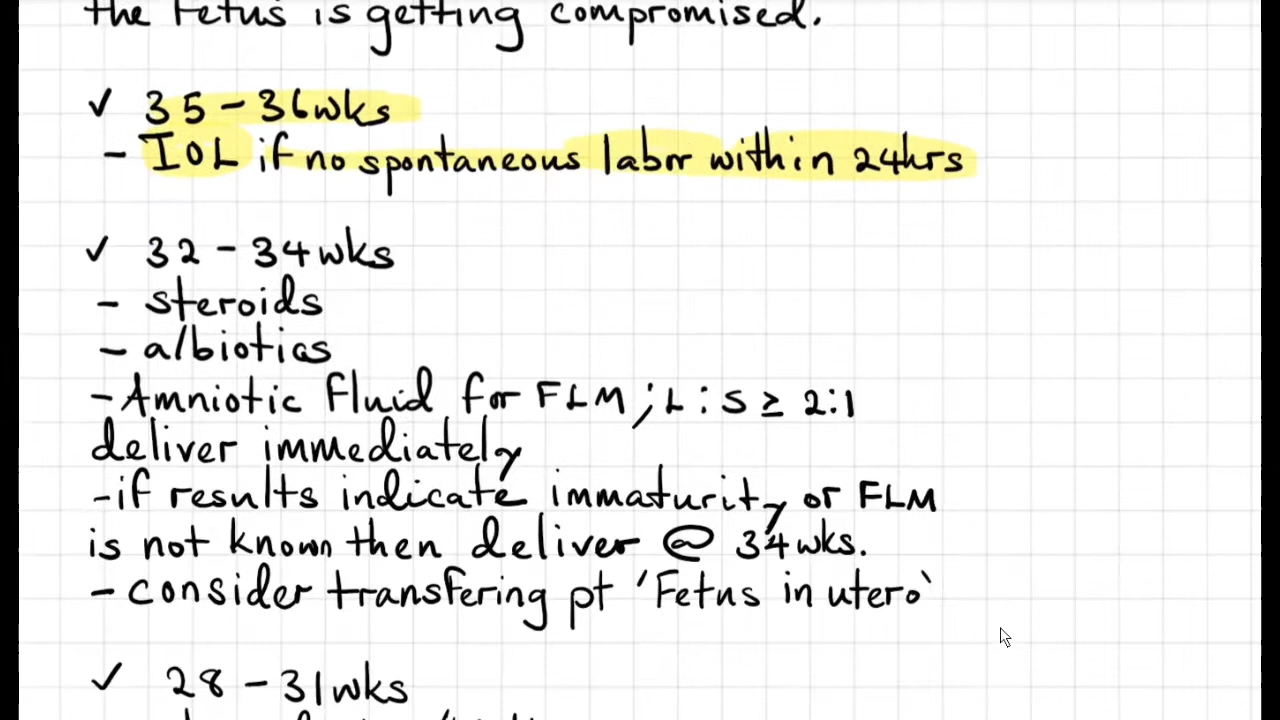 the Fetus is getting compromised.
✓ 35-36wks
- IOL if no spontaneous labor within 24hrs
✓ 32-34wks
- steroids
- a/biotics
- Amniotic Fluid for FLM; L:S ≥ 2:1
deliver immediately
- if results indicate immaturity or FLM
is not known then deliver @ 34wks.
- consider transfering pt 'Fetus in utero'
✓ 28-31wks